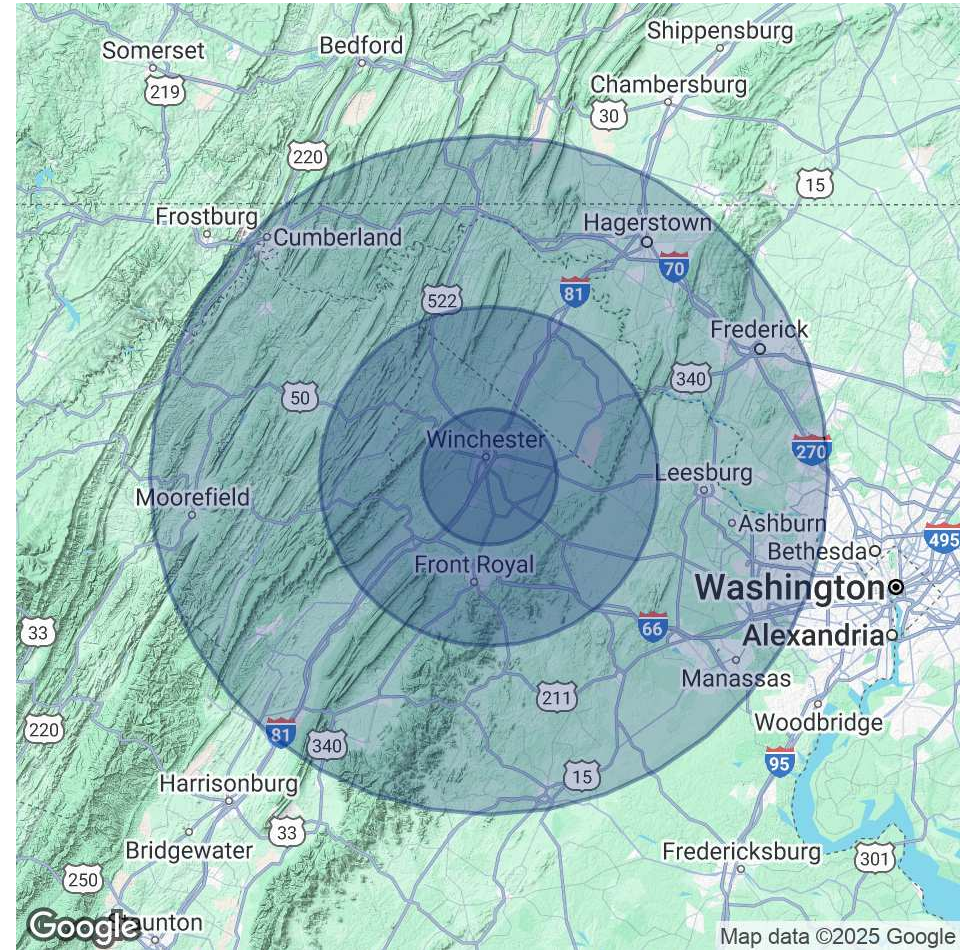 Shippensburg
Somerset
Bedford
219
Chambersburg
30
220
15
Frostburg
Cumberland
Hagerstown
70
81
522
Frederick
340
50
Winchester
270
Leesburg
Moorefield
Ashburn
495
Bethesda
Front Royal
Washington
33
66
Alexandria
Manassas
211
Woodbridge
220
81
340
95
15
Harrisonburg
33
Bridgewater
Fredericksburg
301
250
Google
Map data ©2025 Google